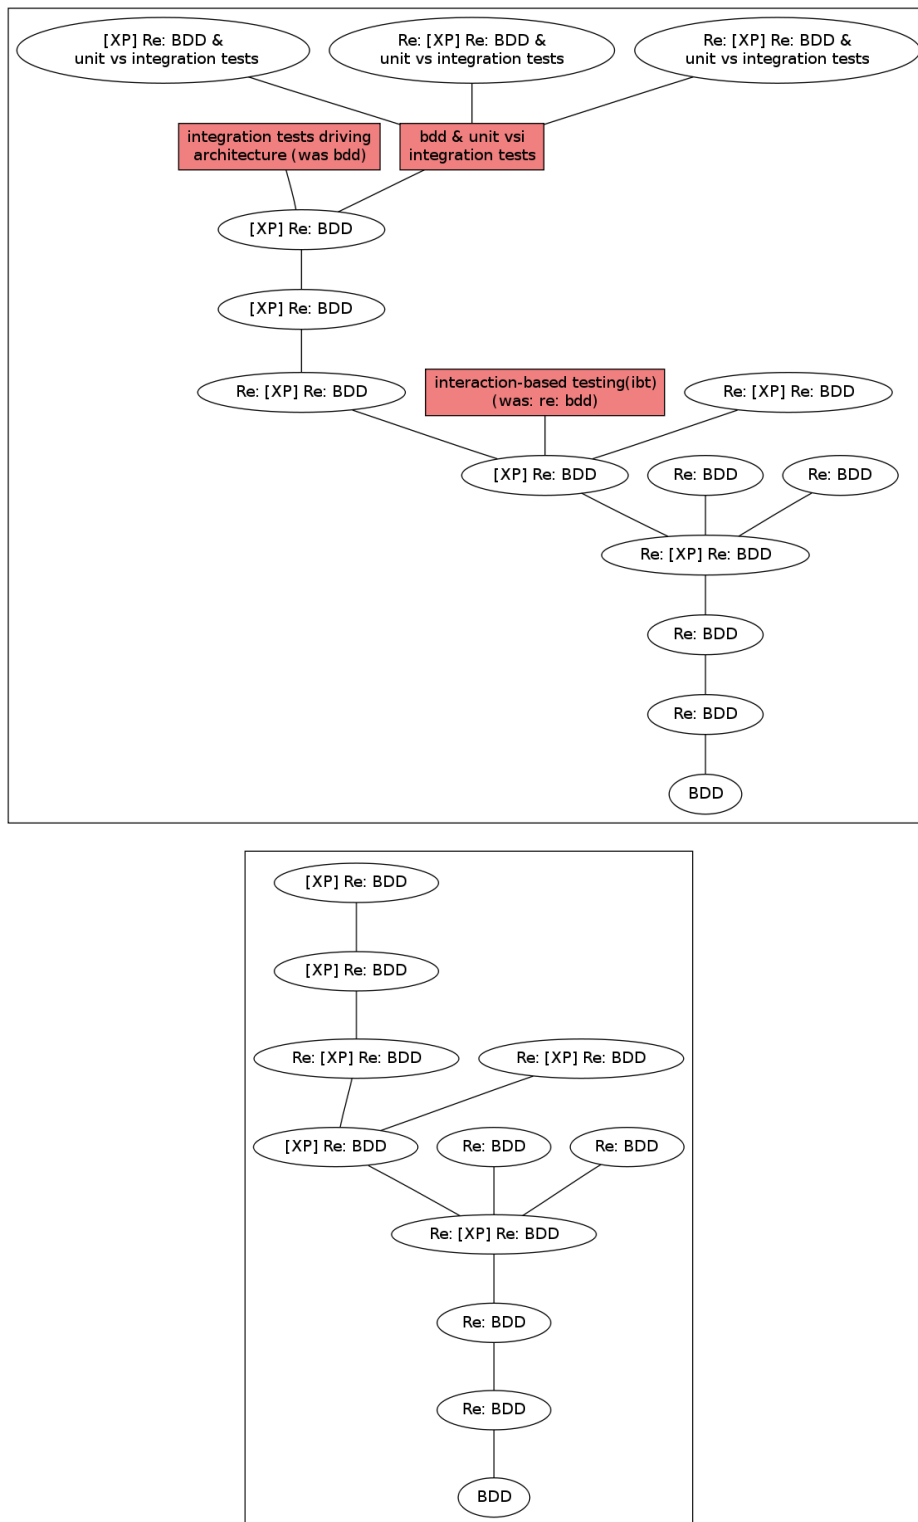 [XP] Re: BDD &
unit vs integration tests
Re: [XP] Re: BDD &
unit vs integration tests
Re: [XP] Re: BDD &
unit vs integration tests
integration tests driving
architecture (was bdd)
bdd & unit vsi
integration tests
[XP] Re: BDD
[XP] Re: BDD
Re: [XP] Re: BDD
interaction-based testing(ibt)
(was: re: bdd)
Re: [XP] Re: BDD
[XP] Re: BDD
Re: BDD
Re: BDD
Re: [XP] Re: BDD
Re: BDD
Re: BDD
BDD
[XP] Re: BDD
[XP] Re: BDD
Re: [XP] Re: BDD
Re: [XP] Re: BDD
[XP] Re: BDD
Re: BDD
Re: BDD
Re: [XP] Re: BDD
Re: BDD
Re: BDD
BDD